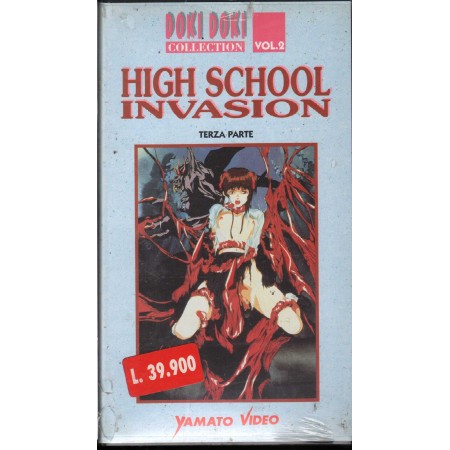 DOKI DOKI
COLLECTION VOL.2
HIGH SCHOOL
INVASION
TERZA PARTE
L. 39.900
YAMATO VIDEO